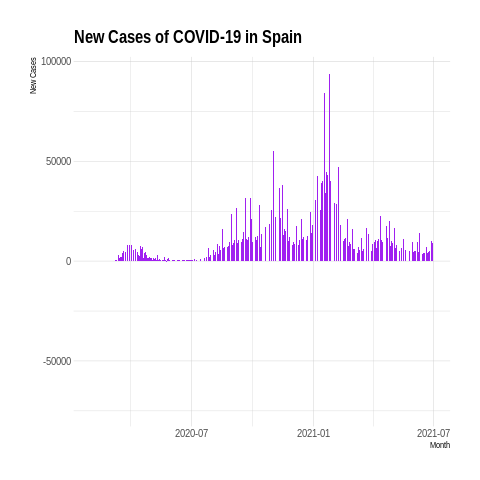 New Cases of COVID-19 in Spain
New Cases
100000
50000
0
-50000
2020-07
2021-01
2021-07
Month